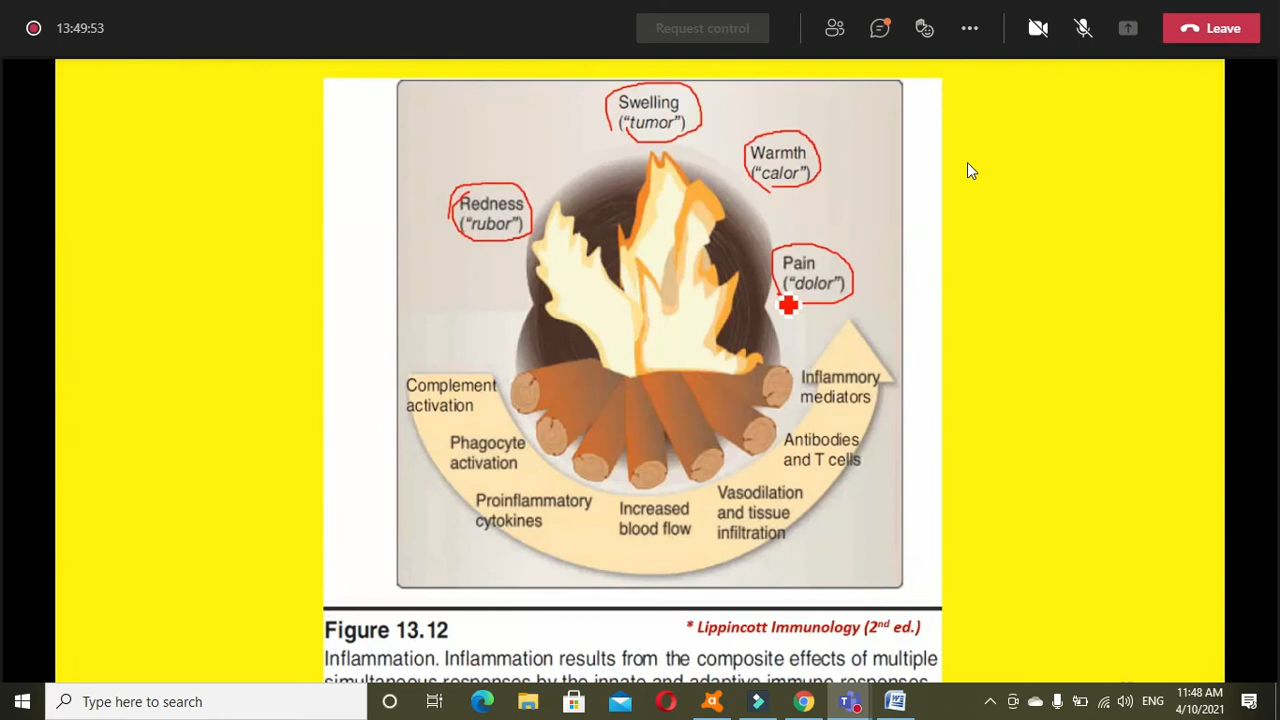 13:49:53
Request control
Leave
Swelling
("tumor")
Warmth
("calor")
Redness
("rubor")
Pain
("dolor")
Complement
activation
Phagocyte
activation
Proinflammatory
cytokines
Increased
blood flow
Vasodilation
and tissue
infiltration
Antibodies
and T cells
Inflammory
mediators
Figure 13.12
* Lippincott Immunology (2nd ed.)
Inflammation. Inflammation results from the composite effects of multiple
simultaneous responses by the innate and adaptive immune responses
Type here to search
ENG
11:48 AM
4/10/2021